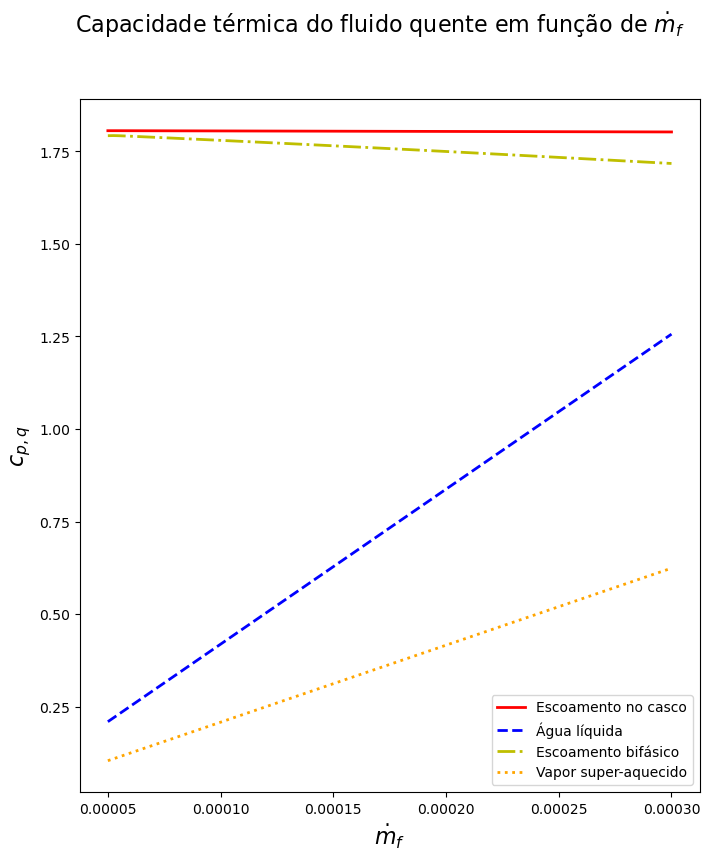 Capacidade térmica do fluido quente em função de ṁ_f
c_{p, q}
1.75
1.50
1.25
1.00
0.75
0.50
0.25
Escoamento no casco
Água líquida
Escoamento bifásico
Vapor super-aquecido
0.00005 0.00010 0.00015 0.00020 0.00025 0.00030
ṁ_f